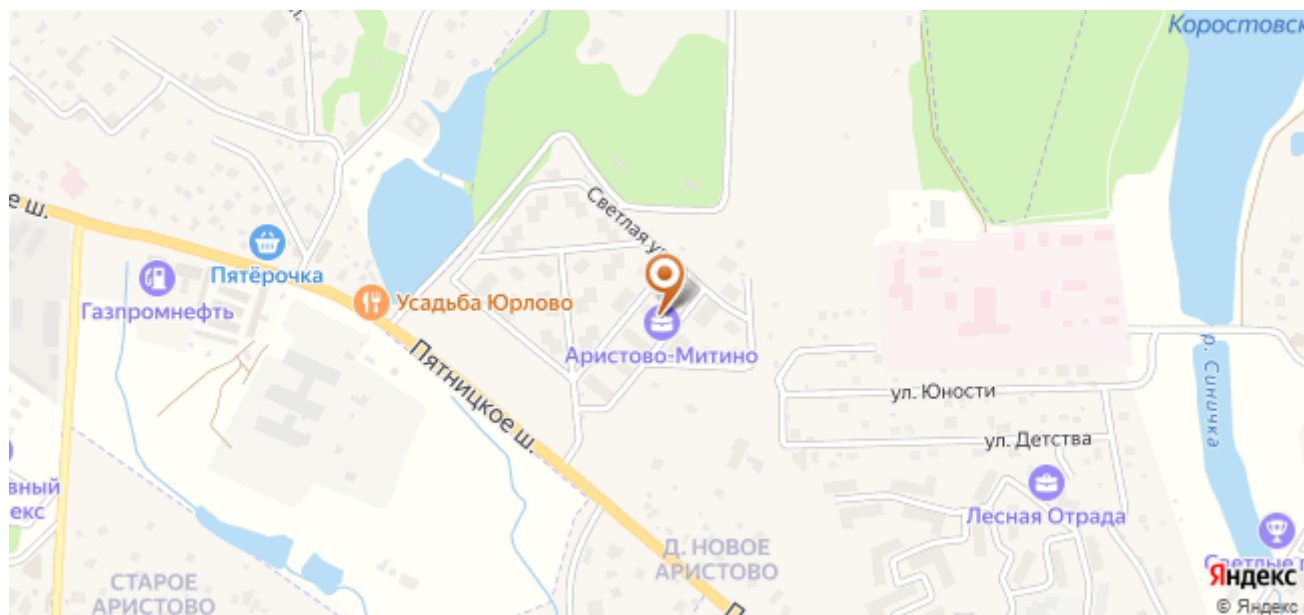 Коростовск
е ш.
Светлая у
Пятёрочка
Газпромнефть
Усадьба Юрлово
Аристово-Митино
Пятницкое ш.
р. Синичка
ул. Юности
ул. Детства
вный
екс
Лесная Отрада
Д. НОВОЕ
АРИСТОВО
СТАРОЕ
АРИСТОВО
Светлые г
П
Яндекс
© Яндекс